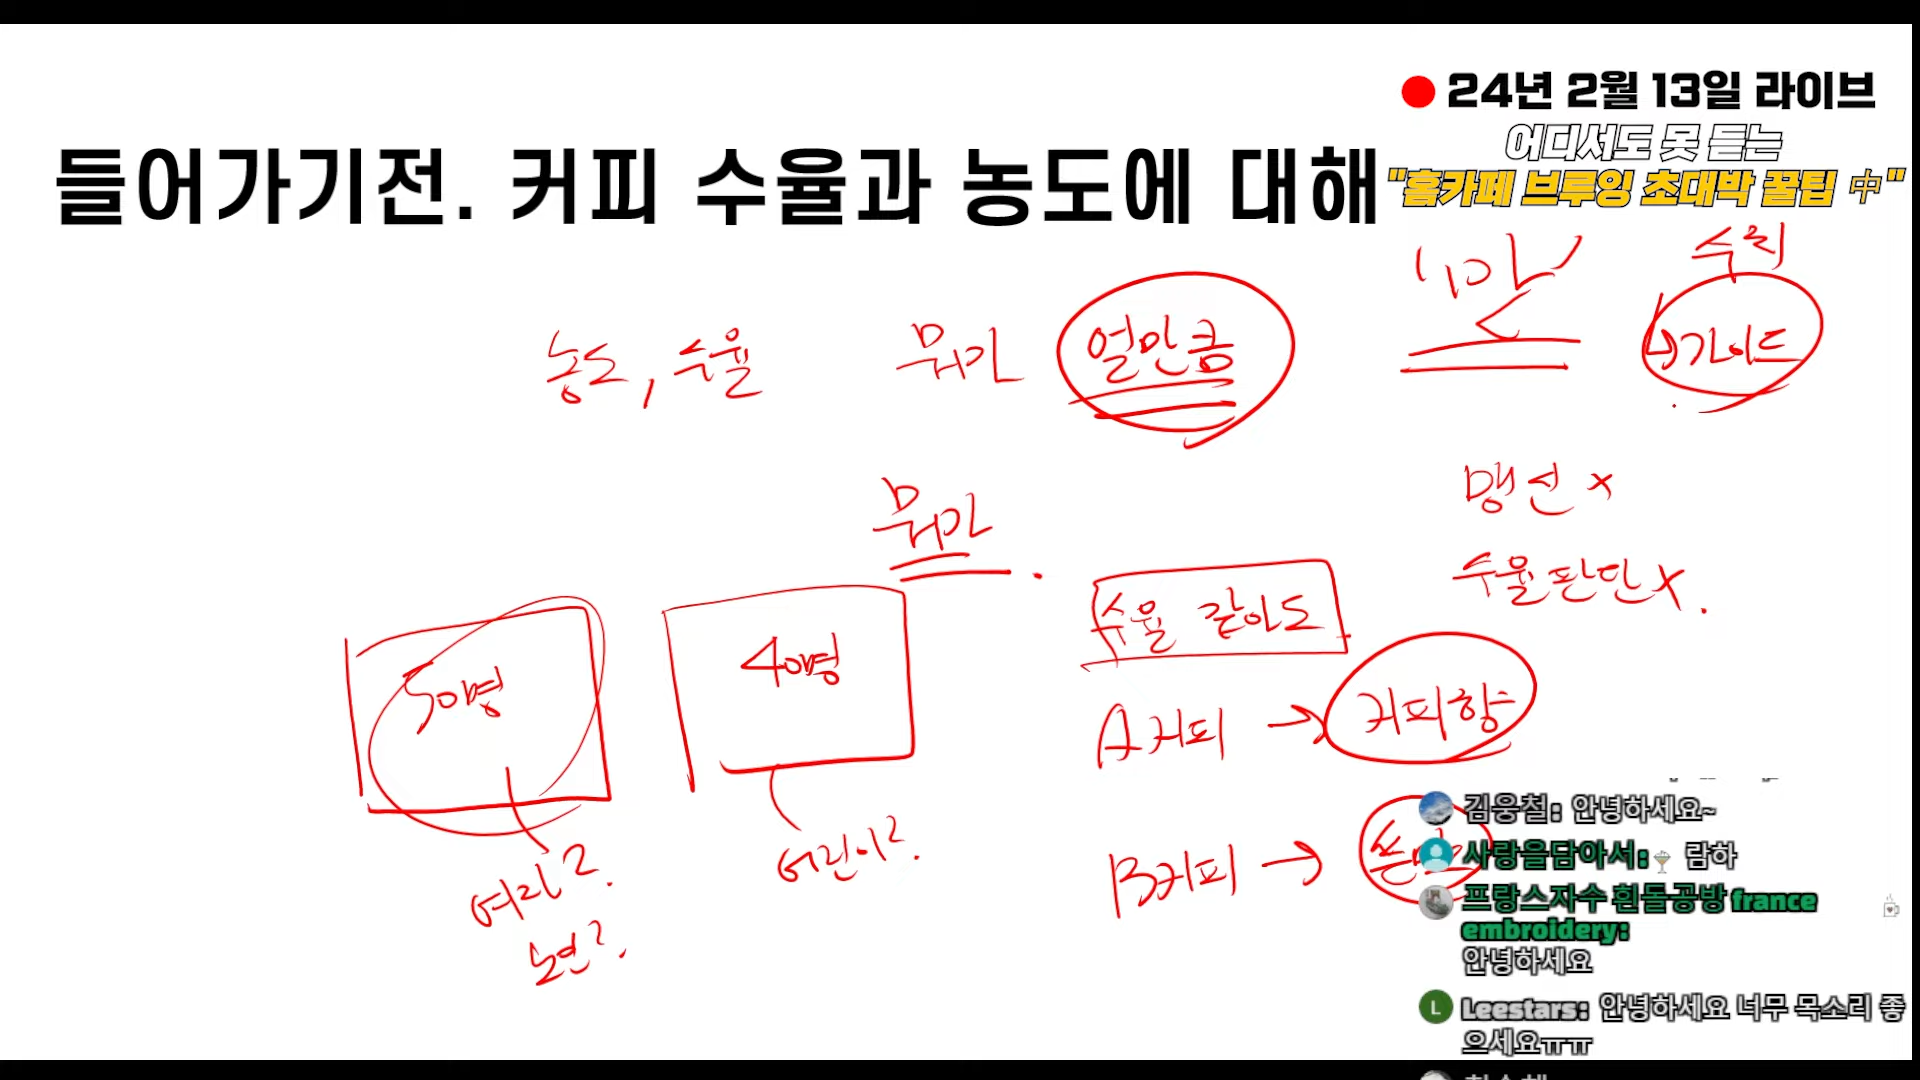 24년 2월 13일 라이브
어디서도 못 듣는
"홈카페 브루잉 초대박 꿀팁 中"
들어가기전. 커피 수율과 농도에 대해
농도, 수율
뭐가
얼만큼
'맛'
수치
가이드
뭐가
맹신 x
수율판단 x.
50명
40명
수율 같아도
A커피 → 커피향
B커피 →
어린이?
노년?
어린이?
김웅철: 안녕하세요~
사랑을담아서: 🍸 람하
프랑스자수 흰돌공방 france
embroidery:
안녕하세요
L
Leestars: 안녕하세요 너무 목소리 좋
으세요ㅠㅠ